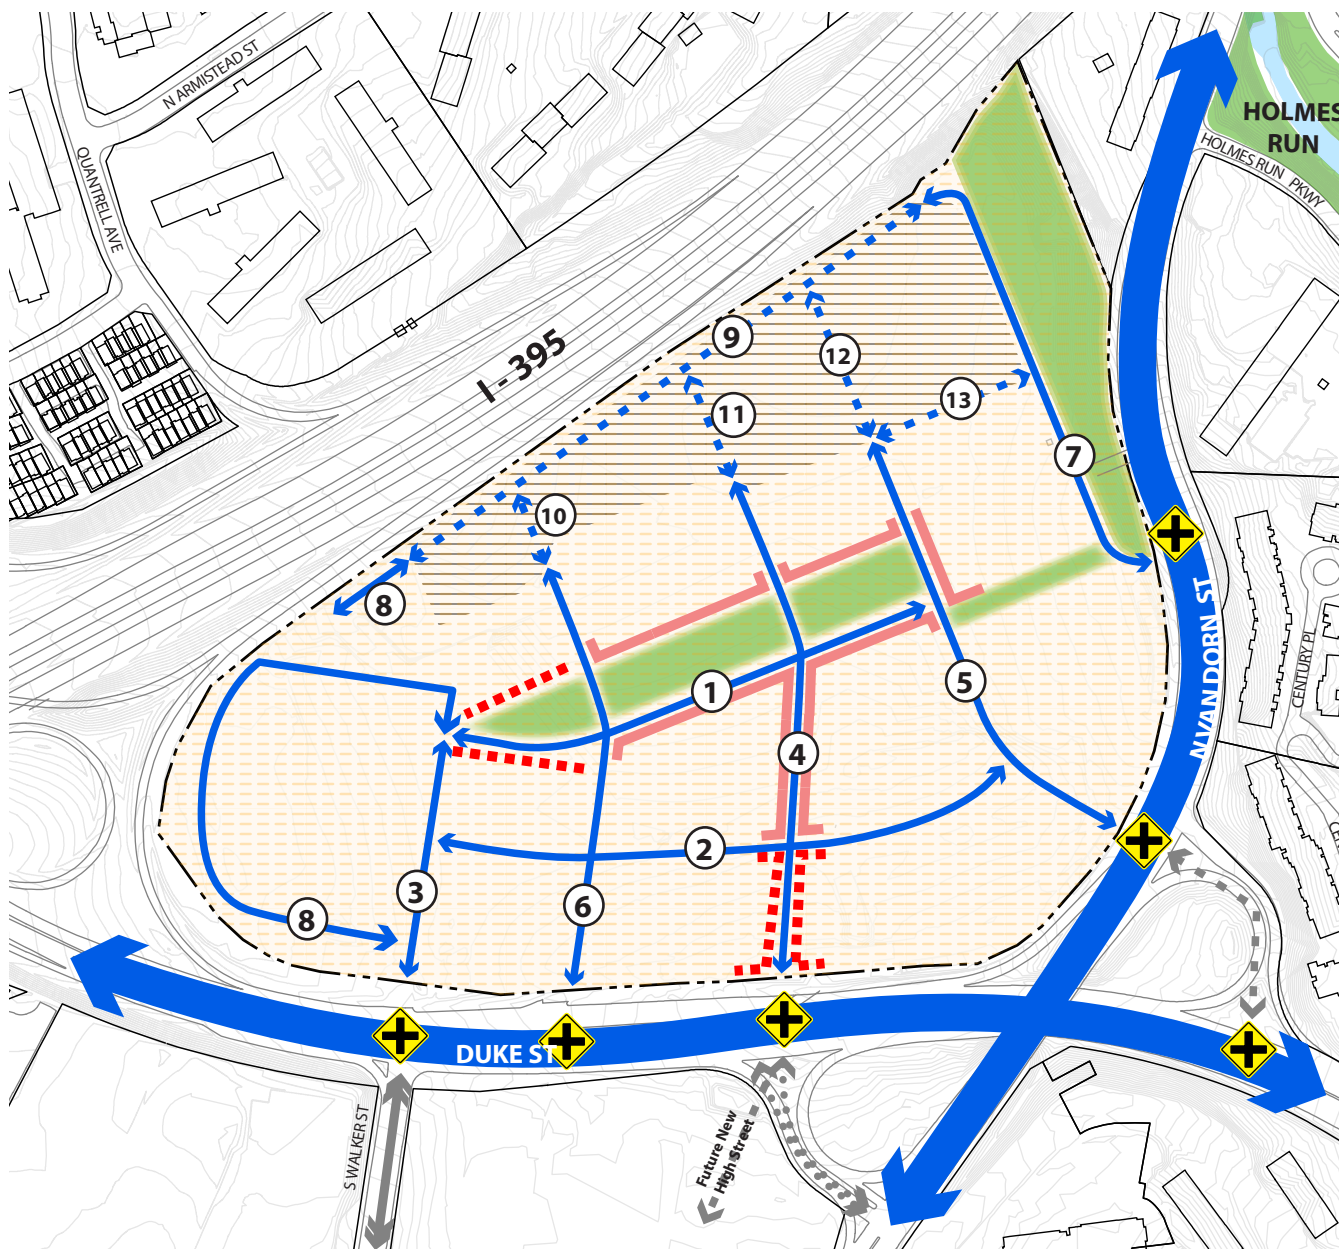 N ARMISTEAD ST
QUANTRELL AVE
HOLMES
RUN
HOLMES RUN PKWY
I - 395
9
12
11
13
10
7
8
1
5
4
2
3
6
8
N VAN DORN ST
CENTURY PL
DUKE ST
S WALKER ST
Future New
High Street